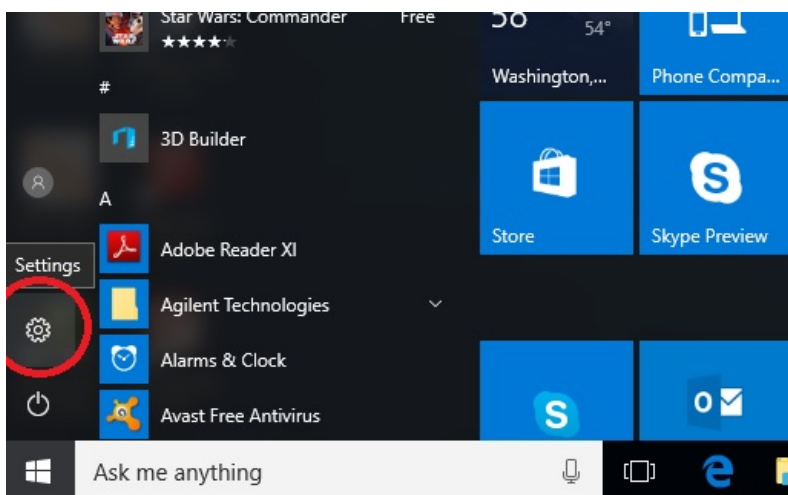 Star Wars: Commander
Free
#
3D Builder
A
Settings
Adobe Reader XI
Agilent Technologies
Alarms & Clock
Avast Free Antivirus
58
54°
Washington,...
Phone Compa...
Store
Skype Preview
Ask me anything